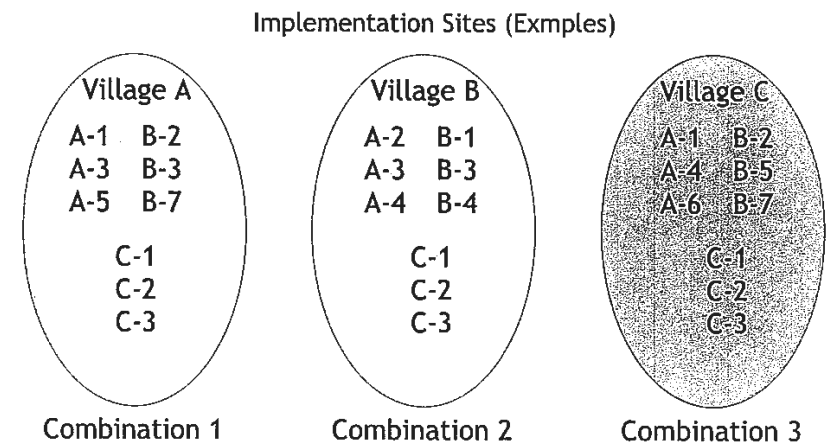 Implementation Sites (Exmples)
Village A
A-1 B-2
A-3 B-3
A-5 B-7
C-1
C-2
C-3
Combination 1
Village B
A-2 B-1
A-3 B-3
A-4 B-4
C-1
C-2
C-3
Combination 2
Village C
A-1 B-2
A-4 B-5
A-6 B-7
C-1
C-2
C-3
Combination 3